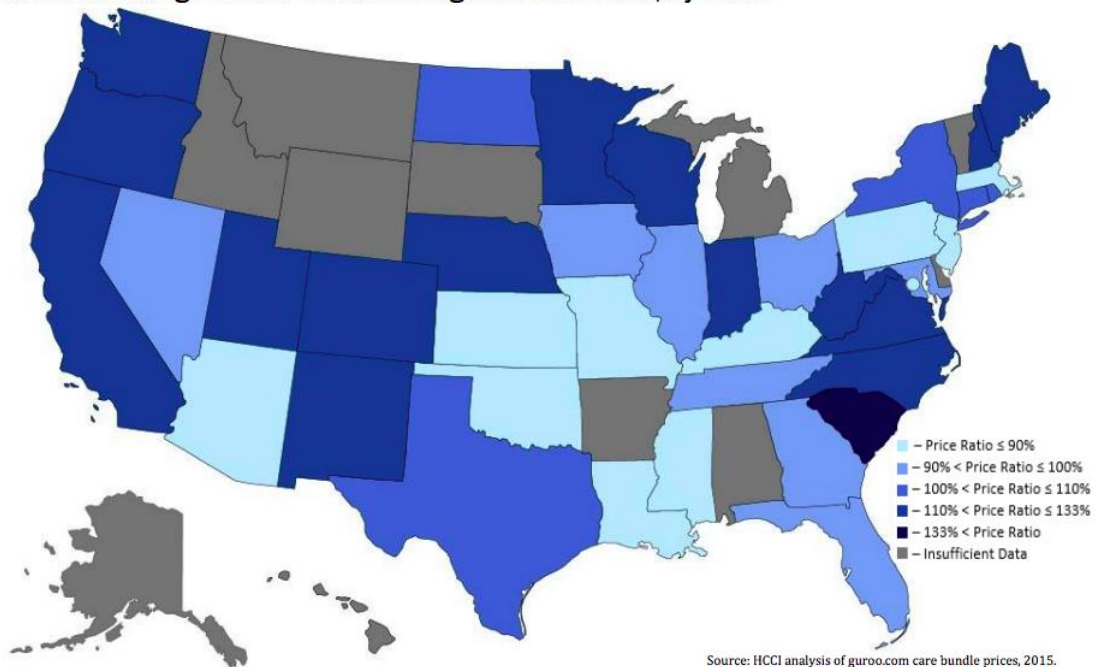 – Price Ratio ≤ 90%
– 90% < Price Ratio ≤ 100%
– 100% < Price Ratio ≤ 110%
– 110% < Price Ratio ≤ 133%
– 133% < Price Ratio
– Insufficient Data
Source: HCCI analysis of guroo.com care bundle prices, 2015.